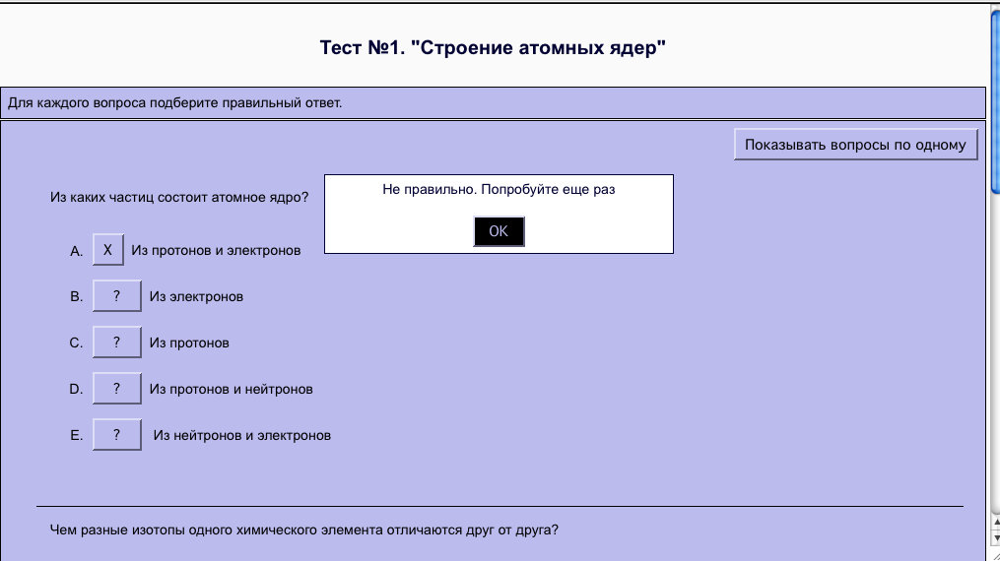 Тест №1. "Строение атомных ядер"
Для каждого вопроса подберите правильный ответ.
Показывать вопросы по одному
Из каких частиц состоит атомное ядро?
Не правильно. Попробуйте еще раз
OK
A. X Из протонов и электронов
B. ? Из электронов
C. ? Из протонов
D. ? Из протонов и нейтронов
E. ? Из нейтронов и электронов
Чем разные изотопы одного химического элемента отличаются друг от друга?